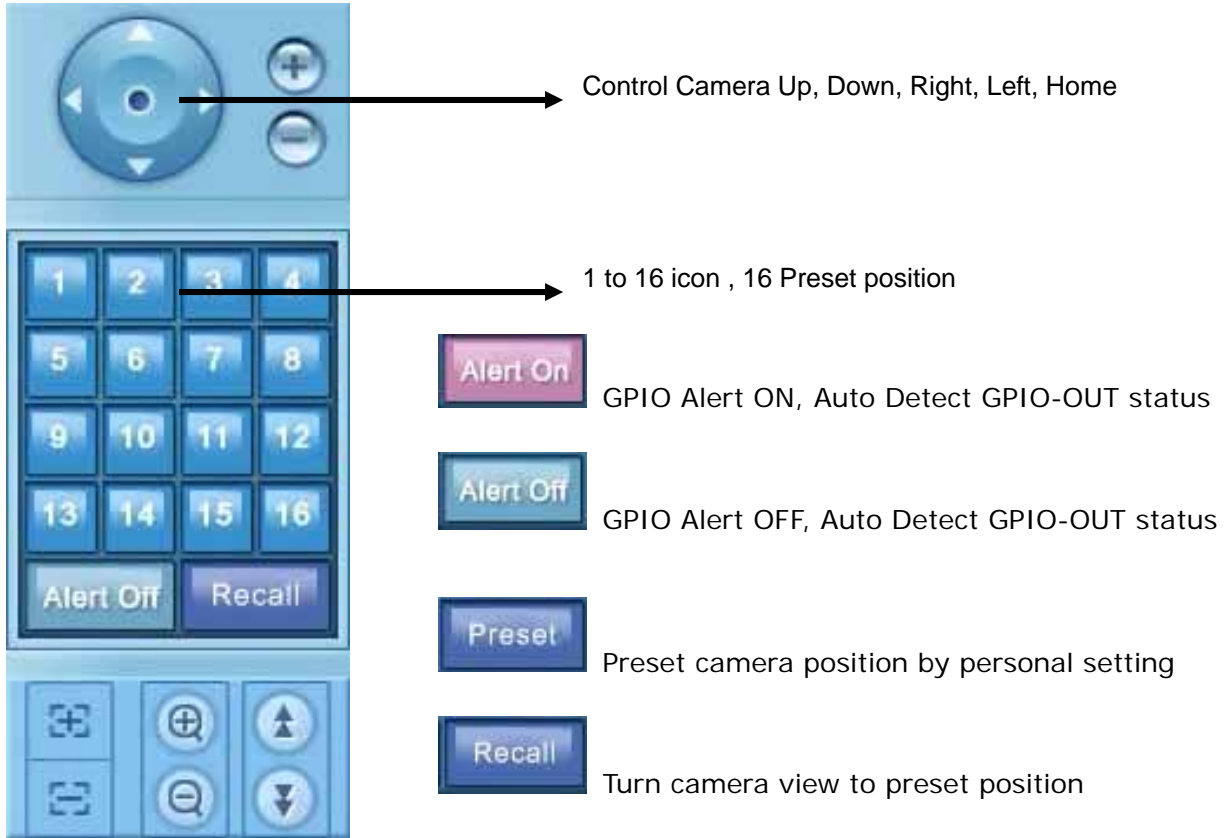 Control Camera Up, Down, Right, Left, Home
1 2 3 4
1 to 16 icon , 16 Preset position
5 6 7 8
Alert On
GPIO Alert ON, Auto Detect GPIO-OUT status
9 10 11 12
Alert Off
GPIO Alert OFF, Auto Detect GPIO-OUT status
13 14 15 16
Alert Off Recall
Preset
Preset camera position by personal setting
Recall
Turn camera view to preset position